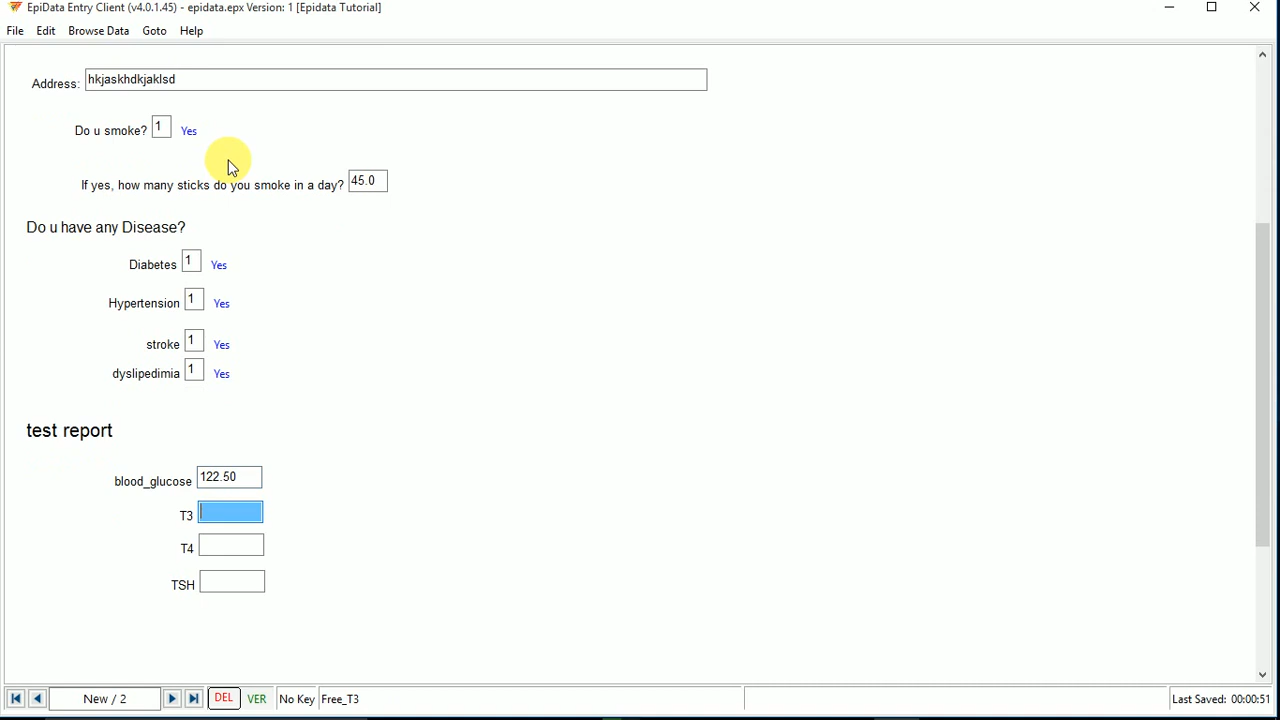 EpiData Entry Client (v4.0.1.45) - epidata.epx Version: 1 [Epidata Tutorial]
File Edit Browse Data Goto Help
Address: hkjaskhdkjaklsd
Do u smoke? 1 Yes
If yes, how many sticks do you smoke in a day? 45.0
Do u have any Disease?
Diabetes 1 Yes
Hypertension 1 Yes
stroke 1 Yes
dyslipedimia 1 Yes
test report
blood_glucose 122.50
T3
T4
TSH
New / 2 DEL VER No Key Free_T3 Last Saved: 00:00:51